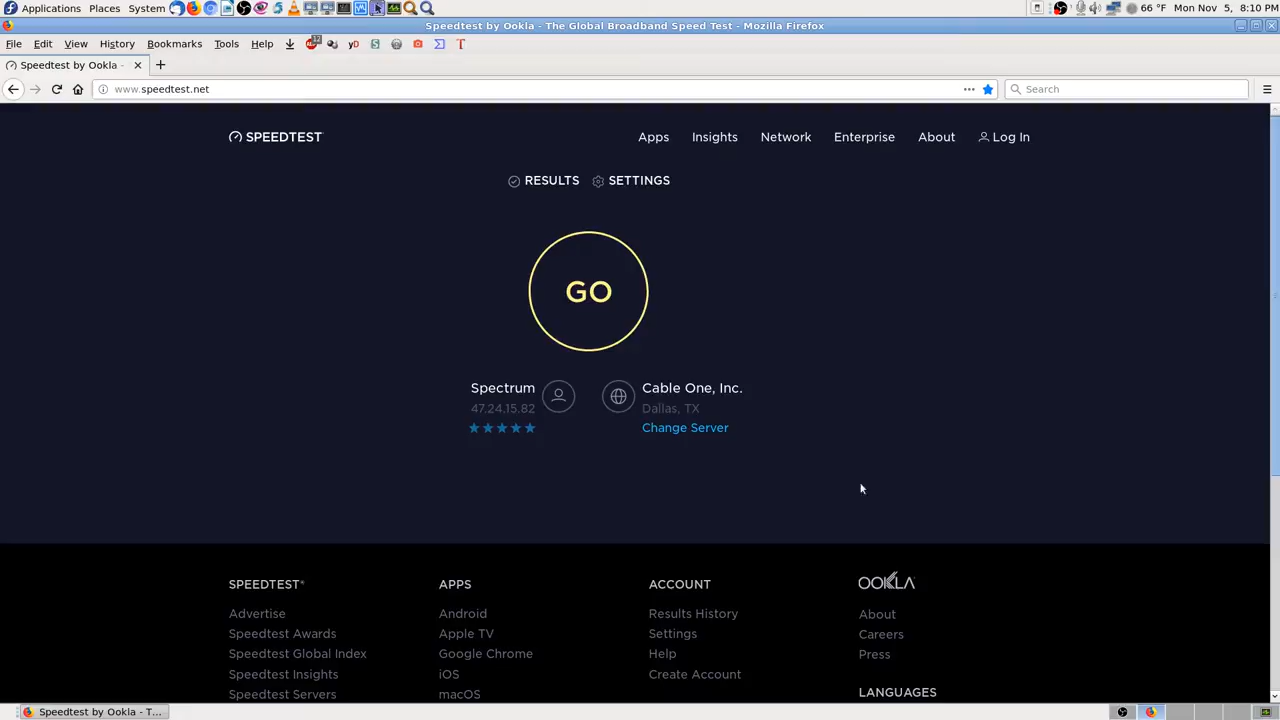 Applications Places System 66 °F Mon Nov 5, 8:10 PM
Speedtest by Ookla - The Global Broadband Speed Test - Mozilla Firefox
File Edit View History Bookmarks Tools Help
Speedtest by Ookla -
www.speedtest.net
Search
SPEEDTEST
Apps Insights Network Enterprise About Log In
RESULTS SETTINGS
GO
Spectrum
47.24.15.82
Cable One, Inc.
Dallas, TX
Change Server
SPEEDTEST®
Advertise
Speedtest Awards
Speedtest Global Index
Speedtest Insights
Speedtest Servers
APPS
Android
Apple TV
Google Chrome
iOS
macOS
ACCOUNT
Results History
Settings
Help
Create Account
OOKLA
About
Careers
Press
LANGUAGES
Speedtest by Ookla - T...